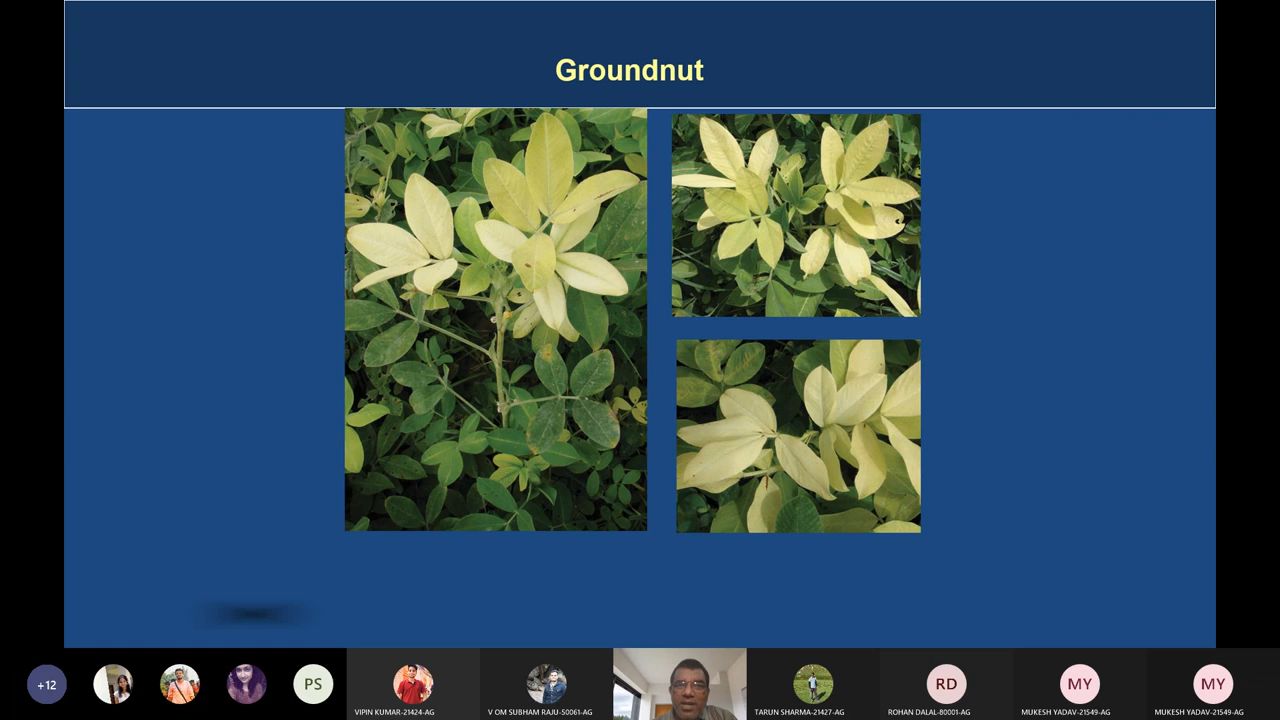 Groundnut
+12
PS
VIPIN KUMAR-21424-AG
V OM SUBHAM RAJU-50061-AG
TARUN SHARMA-21427-AG
RD
ROHAN DALAL-80001-AG
MY
MUKESH YADAV-21549-AG
MY
MUKESH YADAV-21549-AG